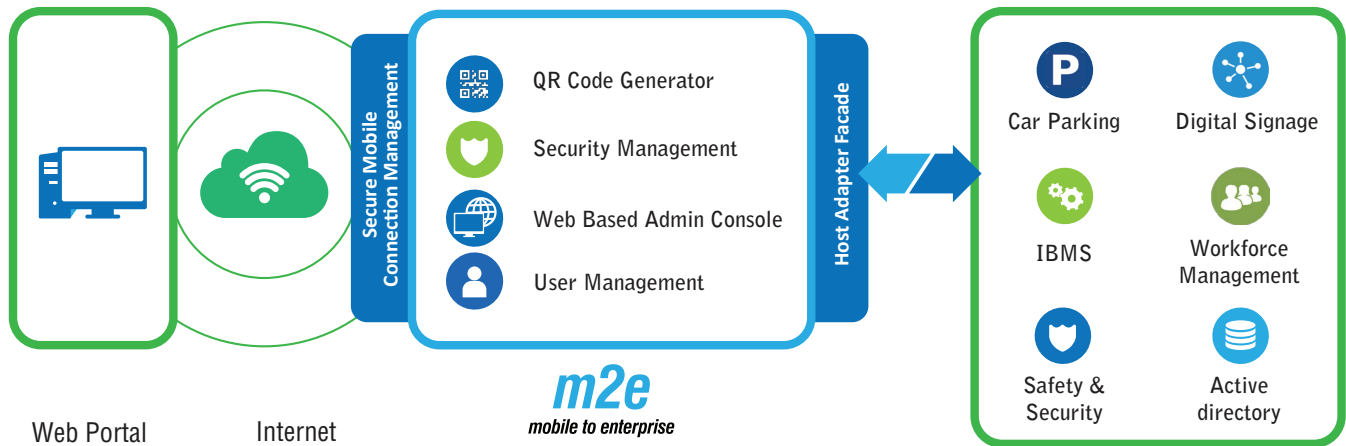 Web Portal
Internet
Secure Mobile
Connection Management
QR Code Generator
Security Management
Web Based Admin Console
User Management
m2e
mobile to enterprise
Host Adapter Facade
P
Car Parking
Digital Signage
IBMS
Workforce
Management
Safety &
Security
Active
directory